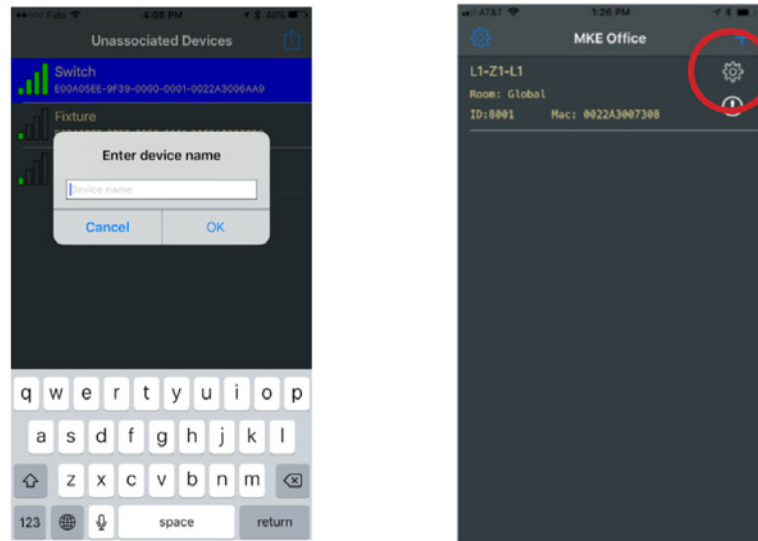 Fido 4:08 PM 46%
Unassociated Devices
Switch
E00A05EE-9F39-0000-0001-0022A3006AA9
Fixture
Enter device name
Device name
Cancel OK
q w e r t y u i o p
a s d f g h j k l
z x c v b n m
123 space return
AT&T 1:26 PM
MKE Office
L1-Z1-L1
Room: Global
ID:8001 Mac: 0022A3007308